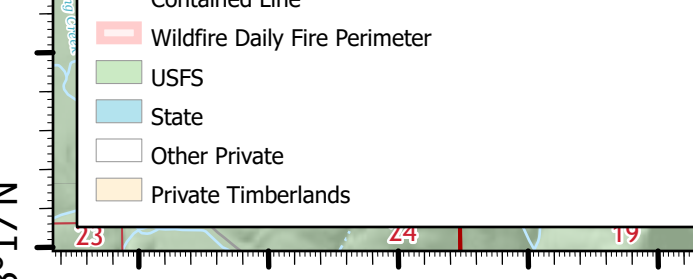 Contained Line
Wildfire Daily Fire Perimeter
USFS
State
Other Private
Private Timberlands
23 24 19